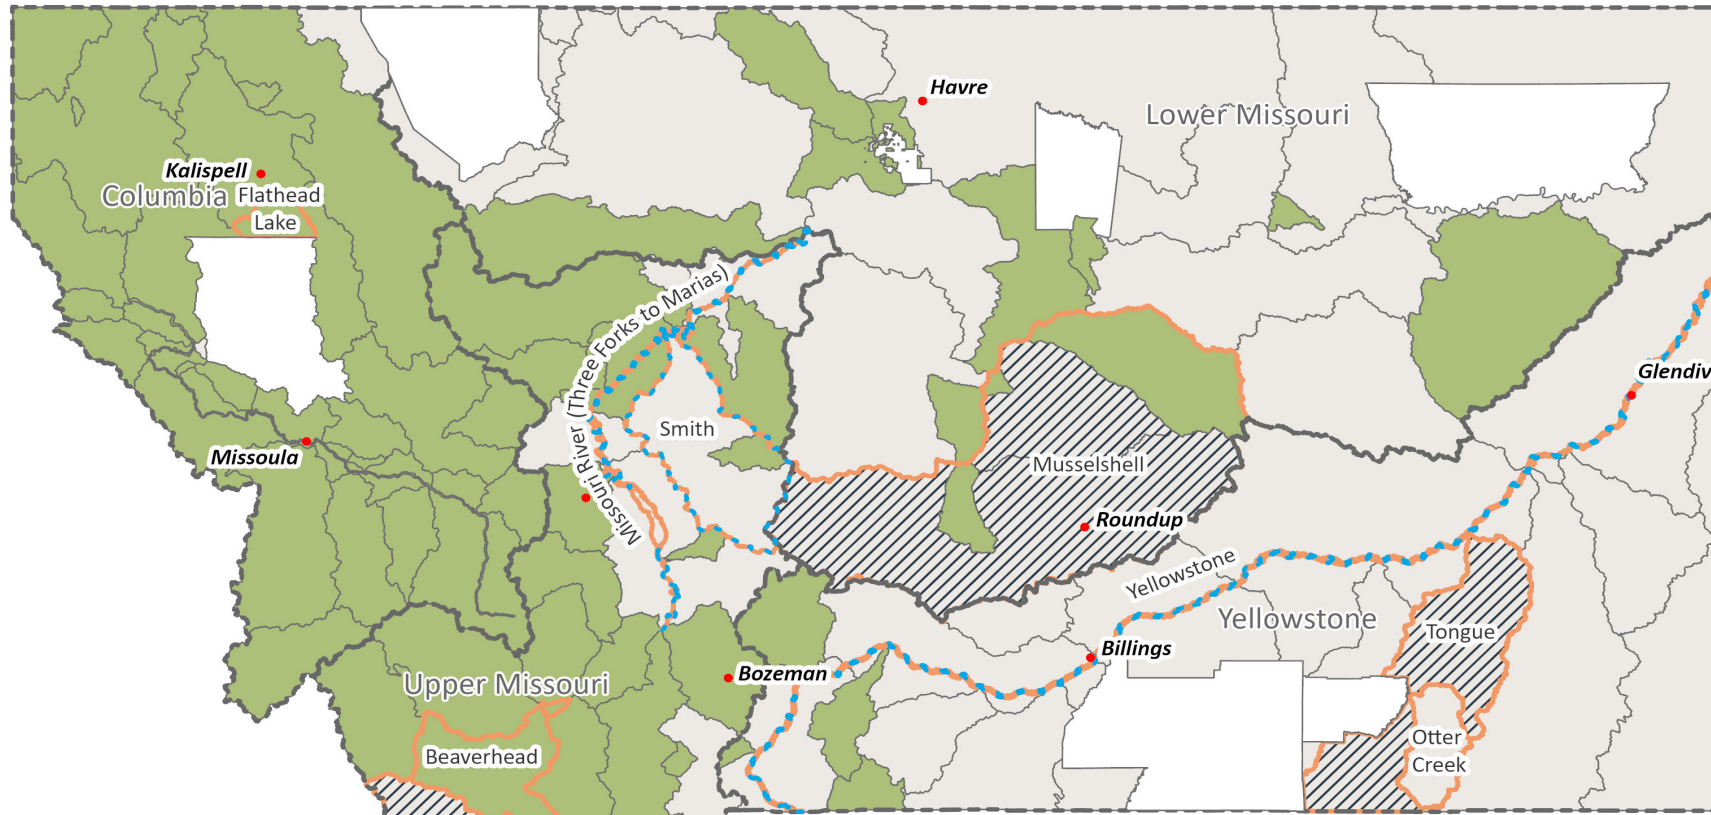 Havre
Lower Missouri
Kalispell
Columbia
Flathead
Lake
Missouri River (Three Forks to Marias)
Glendiv
Smith
Missoula
Musselshell
Roundup
Yellowstone
Yellowstone
Tongue
Billings
Bozeman
Upper Missouri
Beaverhead
Otter
Creek